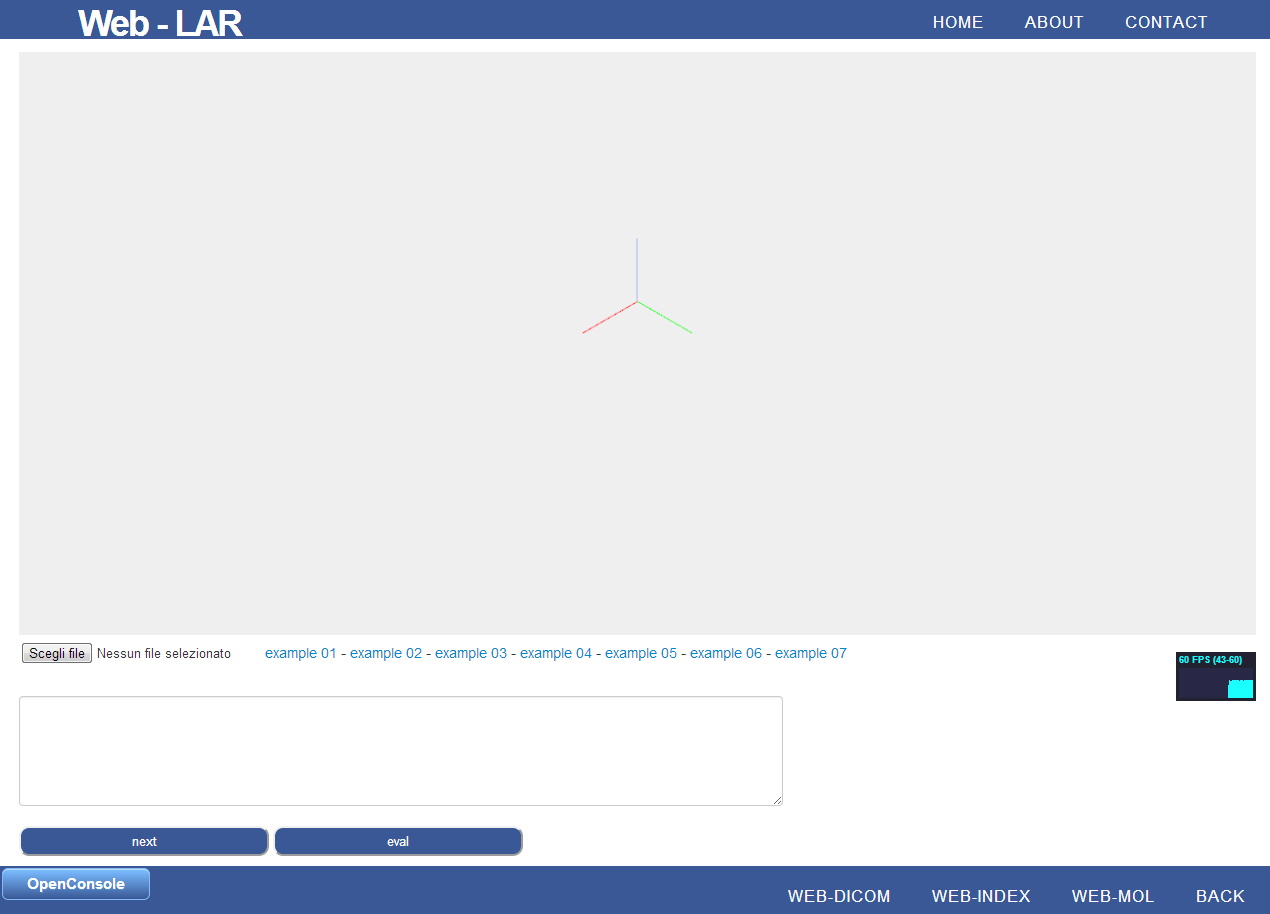 Web - LAR HOME ABOUT CONTACT
Scegli file Nessun file selezionato example 01 - example 02 - example 03 - example 04 - example 05 - example 06 - example 07
60 FPS (43-60)
next eval
OpenConsole
WEB-DICOM WEB-INDEX WEB-MOL BACK